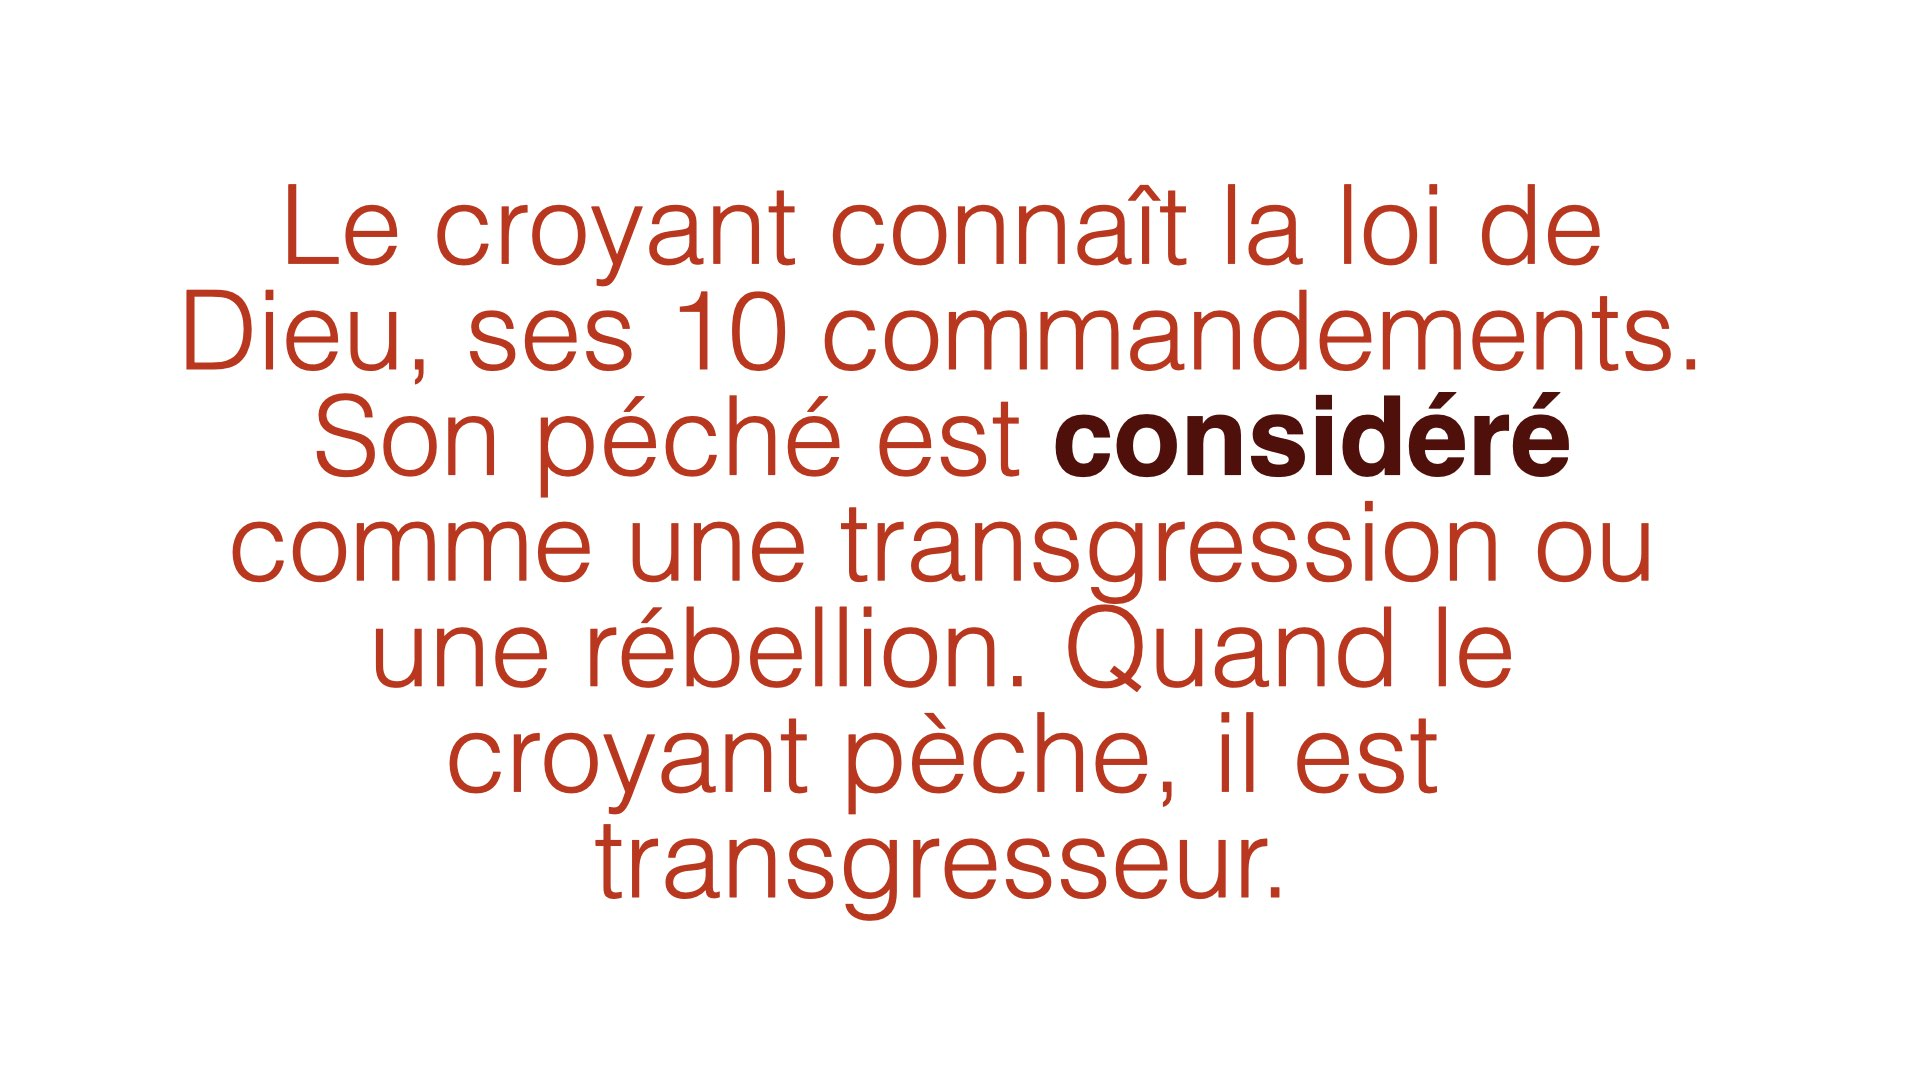 Le croyant connaît la loi de
Dieu, ses 10 commandements.
Son péché est considéré
comme une transgression ou
une rébellion. Quand le
croyant pèche, il est
transgresseur.